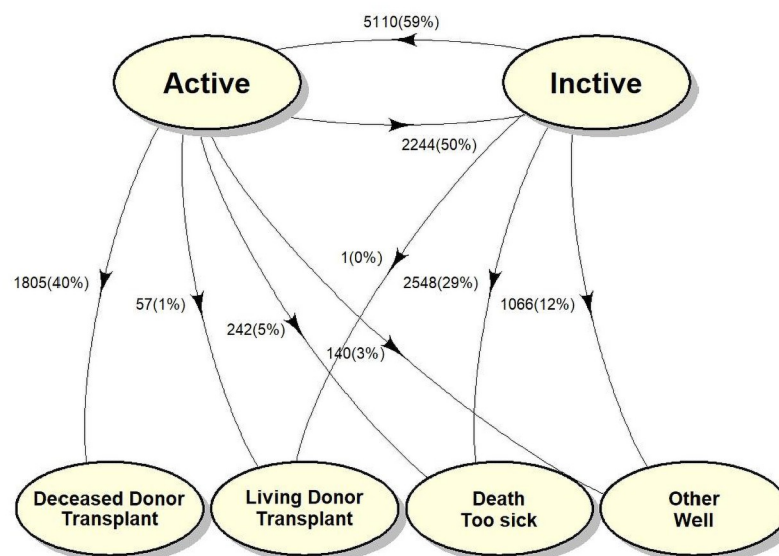 5110(59%)
Active
Inctive
2244(50%)
1805(40%)
57(1%)
242(5%)
1(0%)
140(3%)
2548(29%)
1066(12%)
Deceased Donor
Transplant
Living Donor
Transplant
Death
Too sick
Other
Well